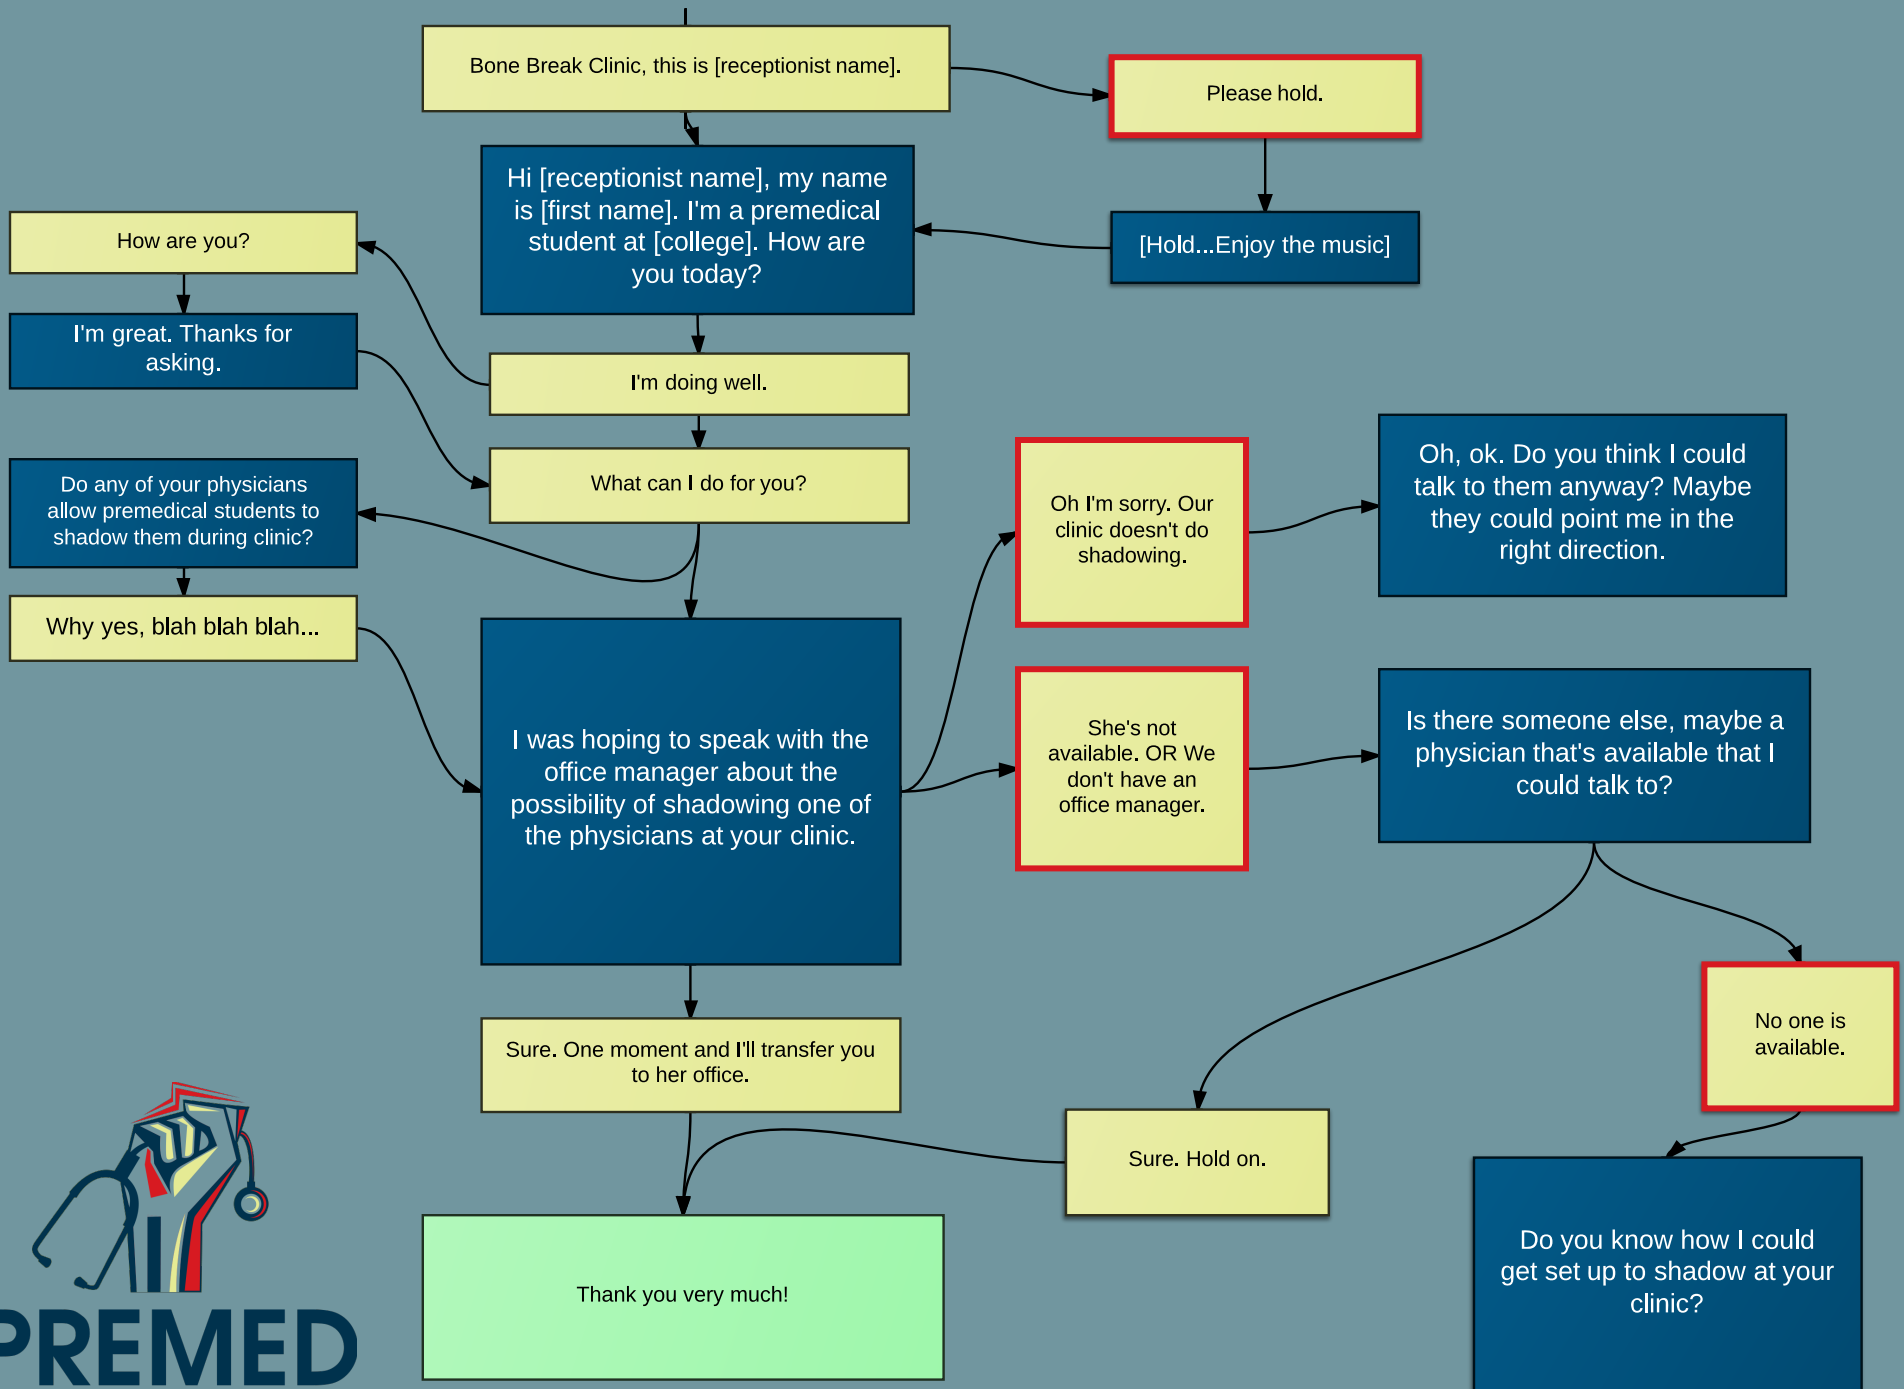 Bone Break Clinic, this is [receptionist name].
Please hold.
Hi [receptionist name], my name
is [first name]. I'm a premedical
student at [college]. How are
you today?
[Hold...Enjoy the music]
How are you?
I'm great. Thanks for
asking.
I'm doing well.
What can I do for you?
Do any of your physicians
allow premedical students to
shadow them during clinic?
Why yes, blah blah blah...
Oh I'm sorry. Our
clinic doesn't do
shadowing.
Oh, ok. Do you think I could
talk to them anyway? Maybe
they could point me in the
right direction.
I was hoping to speak with the
office manager about the
possibility of shadowing one of
the physicians at your clinic.
She's not
available. OR We
don't have an
office manager.
Is there someone else, maybe a
physician that's available that I
could talk to?
No one is
available.
Sure. One moment and I'll transfer you
to her office.
Sure. Hold on.
Do you know how I could
get set up to shadow at your
clinic?
Thank you very much!
PREMED